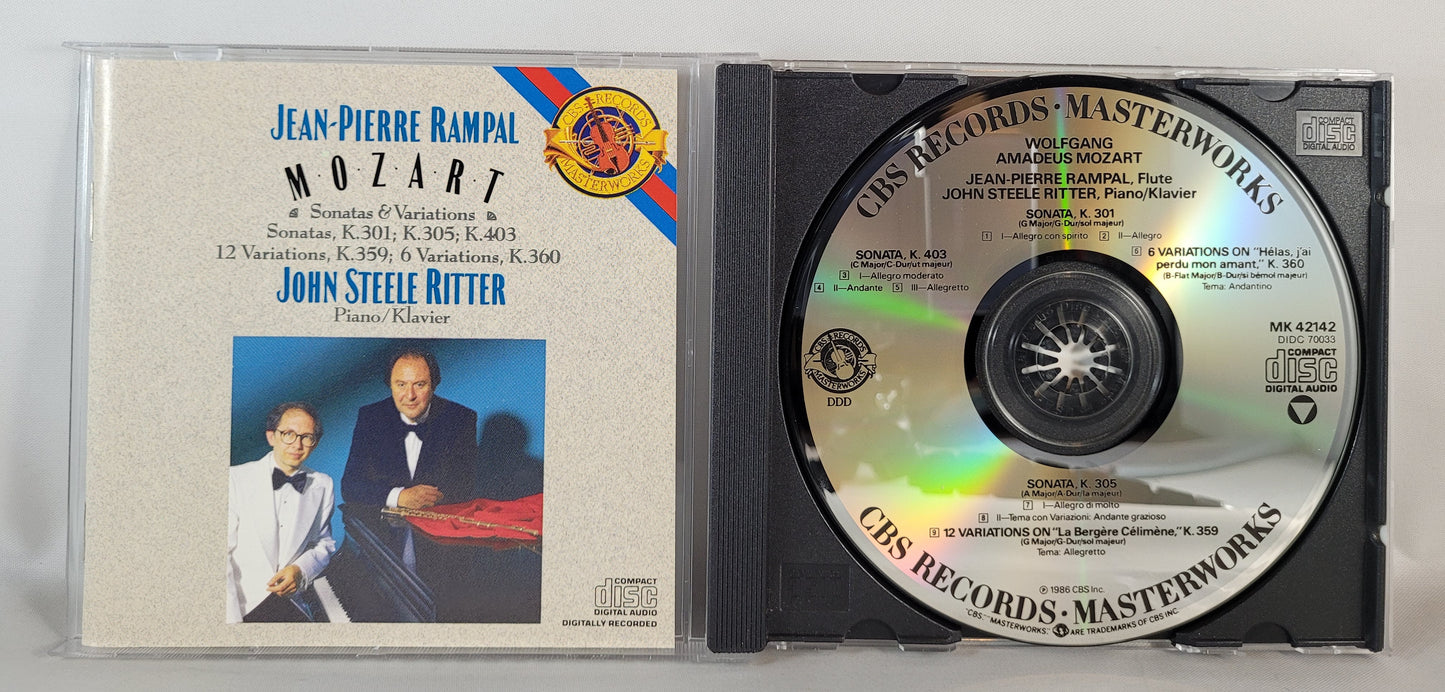 JEAN-PIERRE RAMPAL
M·O·Z·A·R·T
Sonatas & Variations
Sonatas, K.301; K.305; K.403
12 Variations, K.359; 6 Variations, K.360
JOHN STEELE RITTER
Piano/Klavier
CBS RECORDS
MASTERWORKS
COMPACT
disc
DIGITAL AUDIO
DIGITALLY RECORDED
CBS RECORDS · MASTERWORKS
WOLFGANG
AMADEUS MOZART
JEAN-PIERRE RAMPAL, Flute
JOHN STEELE RITTER, Piano/Klavier
SONATA, K. 301
(G Major/G-Dur/sol majeur)
1 I—Allegro con spirito 2 II—Allegro
SONATA, K. 403
(C Major/C-Dur/ut majeur)
3 I—Allegro moderato
4 II—Andante 5 III—Allegretto
6 6 VARIATIONS ON "Hélas, j'ai
perdu mon amant," K. 360
(B-Flat Major/B-Dur/si bémol majeur)
Tema: Andantino
CBS RECORDS
MASTERWORKS
DDD
MK 42142
DIDC 70033
COMPACT
disc
DIGITAL AUDIO
SONATA, K. 305
(A Major/A-Dur/la majeur)
7 I—Allegro di molto
8 II—Tema con Variazioni: Andante grazioso
9 12 VARIATIONS ON "La Bergère Célimène," K. 359
(G Major/G-Dur/sol majeur)
Tema: Allegretto
℗ 1986 CBS Inc.
"CBS," "MASTERWORKS," ARE TRADEMARKS OF CBS INC.
CBS RECORDS · MASTERWORKS
COMPACT
disc
DIGITAL AUDIO